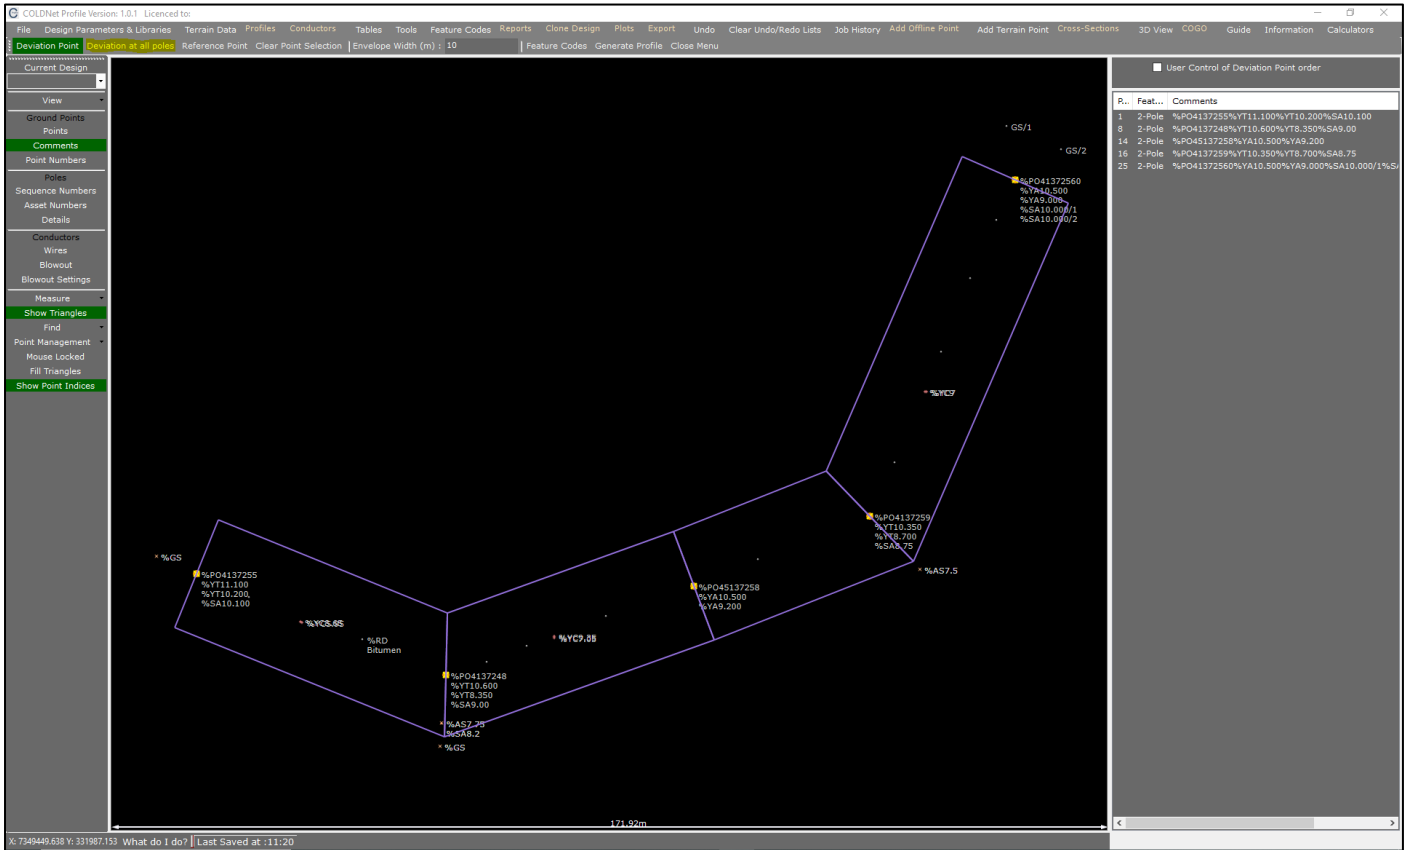 COLDNet Profile Version: 1.0.1 Licenced to:
File Design Parameters & Libraries Terrain Data Profiles Conductors Tables Tools Feature Codes Reports Clone Design Plots Export Undo Clear Undo/Redo Lists Job History Add Offline Point Add Terrain Point Cross-Sections 3D View COGO Guide Information Calculators
Deviation Point Deviation at all poles Reference Point Clear Point Selection Envelope Width (m) : 10 Feature Codes Generate Profile Close Menu
Current Design
View
Ground Points
Points
Comments
Point Numbers
Poles
Sequence Numbers
Asset Numbers
Details
Conductors
Wires
Blowout
Blowout Settings
Measure
Show Triangles
Find
Point Management
Mouse Locked
Fill Triangles
Show Point Indices
GS/1
GS/2
%PO41372560
%YA10.500
%YA9.000
%SA10.000/1
%SA10.000/2
%PO4137259
%YT10.350
%YT8.700
%SA8.75
%AS7.5
%GS
%PO4137255
%YT11.100
%YT10.200,
%SA10.100
%RD
Bitumen
%PO45137258
%YA10.500
%YA9.200
%PO4137248
%YT10.600
%YT8.350
%SA9.00
%AS7.75
%SA8.2
%GS
171.92m
User Control of Deviation Point order
P... Feat... Comments
1 2-Pole %PO4137255%YT11.100%YT10.200%SA10.100
8 2-Pole %PO4137248%YT10.600%YT8.350%SA9.00
14 2-Pole %PO45137258%YA10.500%YA9.200
16 2-Pole %PO4137259%YT10.350%YT8.700%SA8.75
25 2-Pole %PO41372560%YA10.500%YA9.000%SA10.000/1%S
X: 7349449.638 Y: 331987.153 What do I do? Last Saved at :11:20